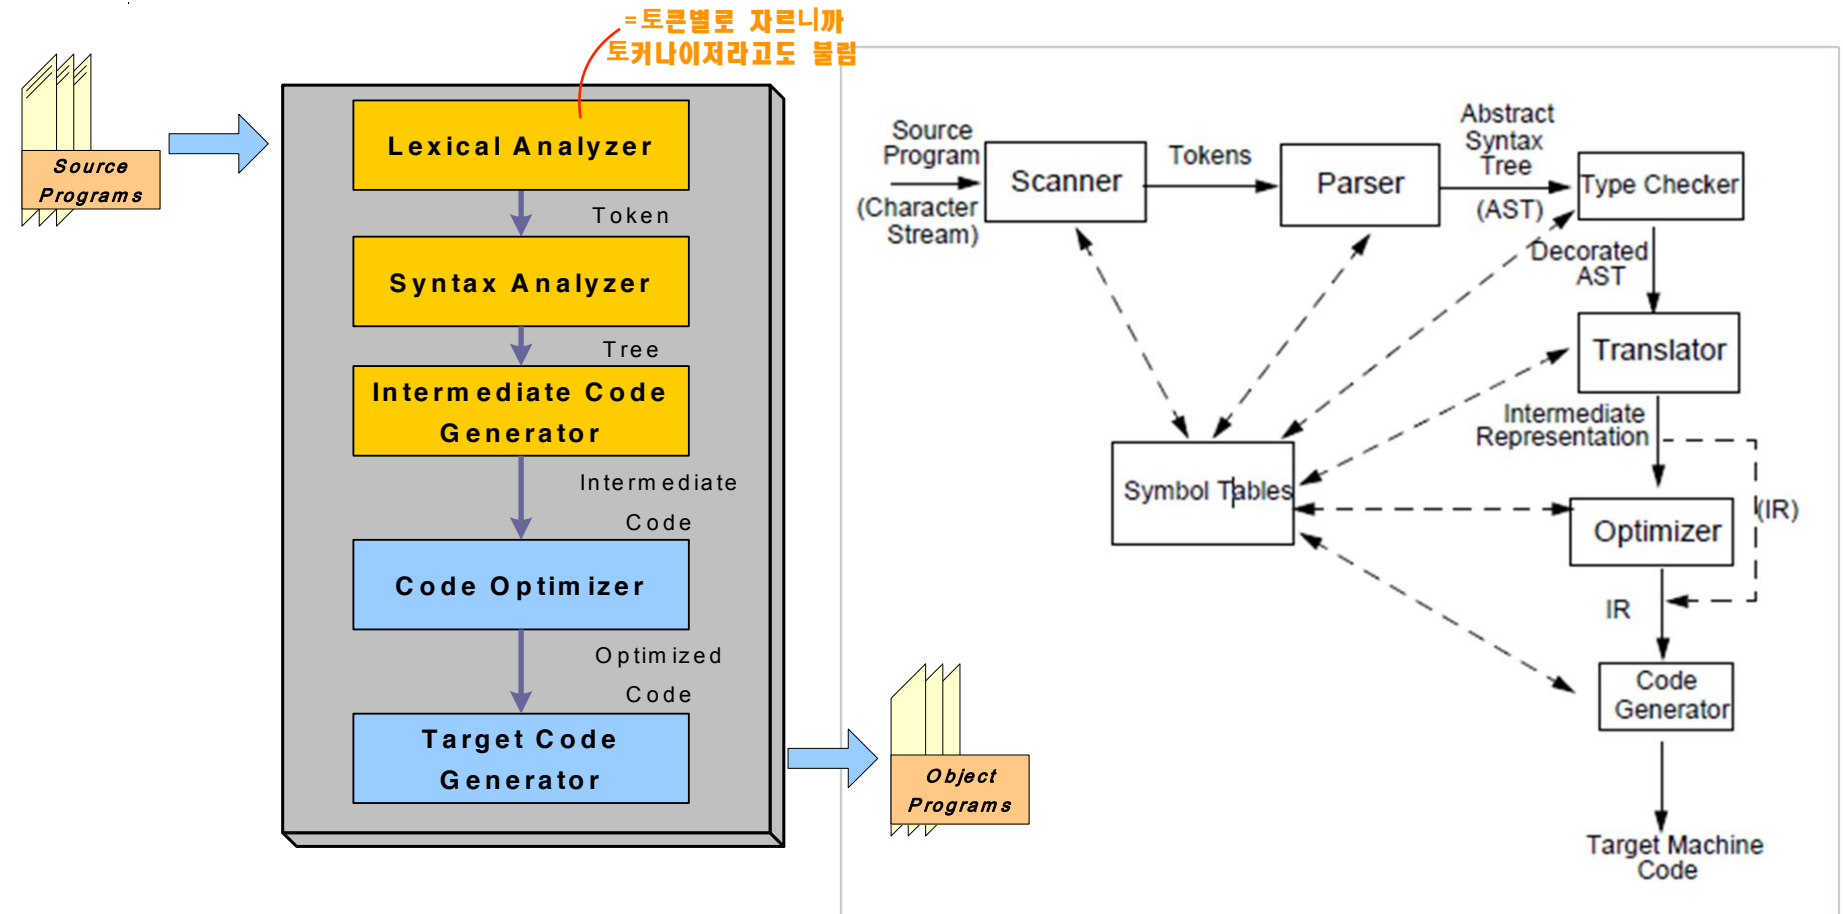 =토큰별로 자르니까
토커나이저라고도 불림
Source
Programs
Lexical Analyzer
Token
Syntax Analyzer
Tree
Intermediate Code
Generator
Intermediate
Code
Code Optimizer
Optimized
Code
Target Code
Generator
Object
Programs
Source
Program
(Character
Stream)
Scanner
Tokens
Parser
Abstract
Syntax
Tree
(AST)
Type Checker
Decorated
AST
Translator
Intermediate
Representation
Symbol Tables
(IR)
Optimizer
IR
Code
Generator
Target Machine
Code